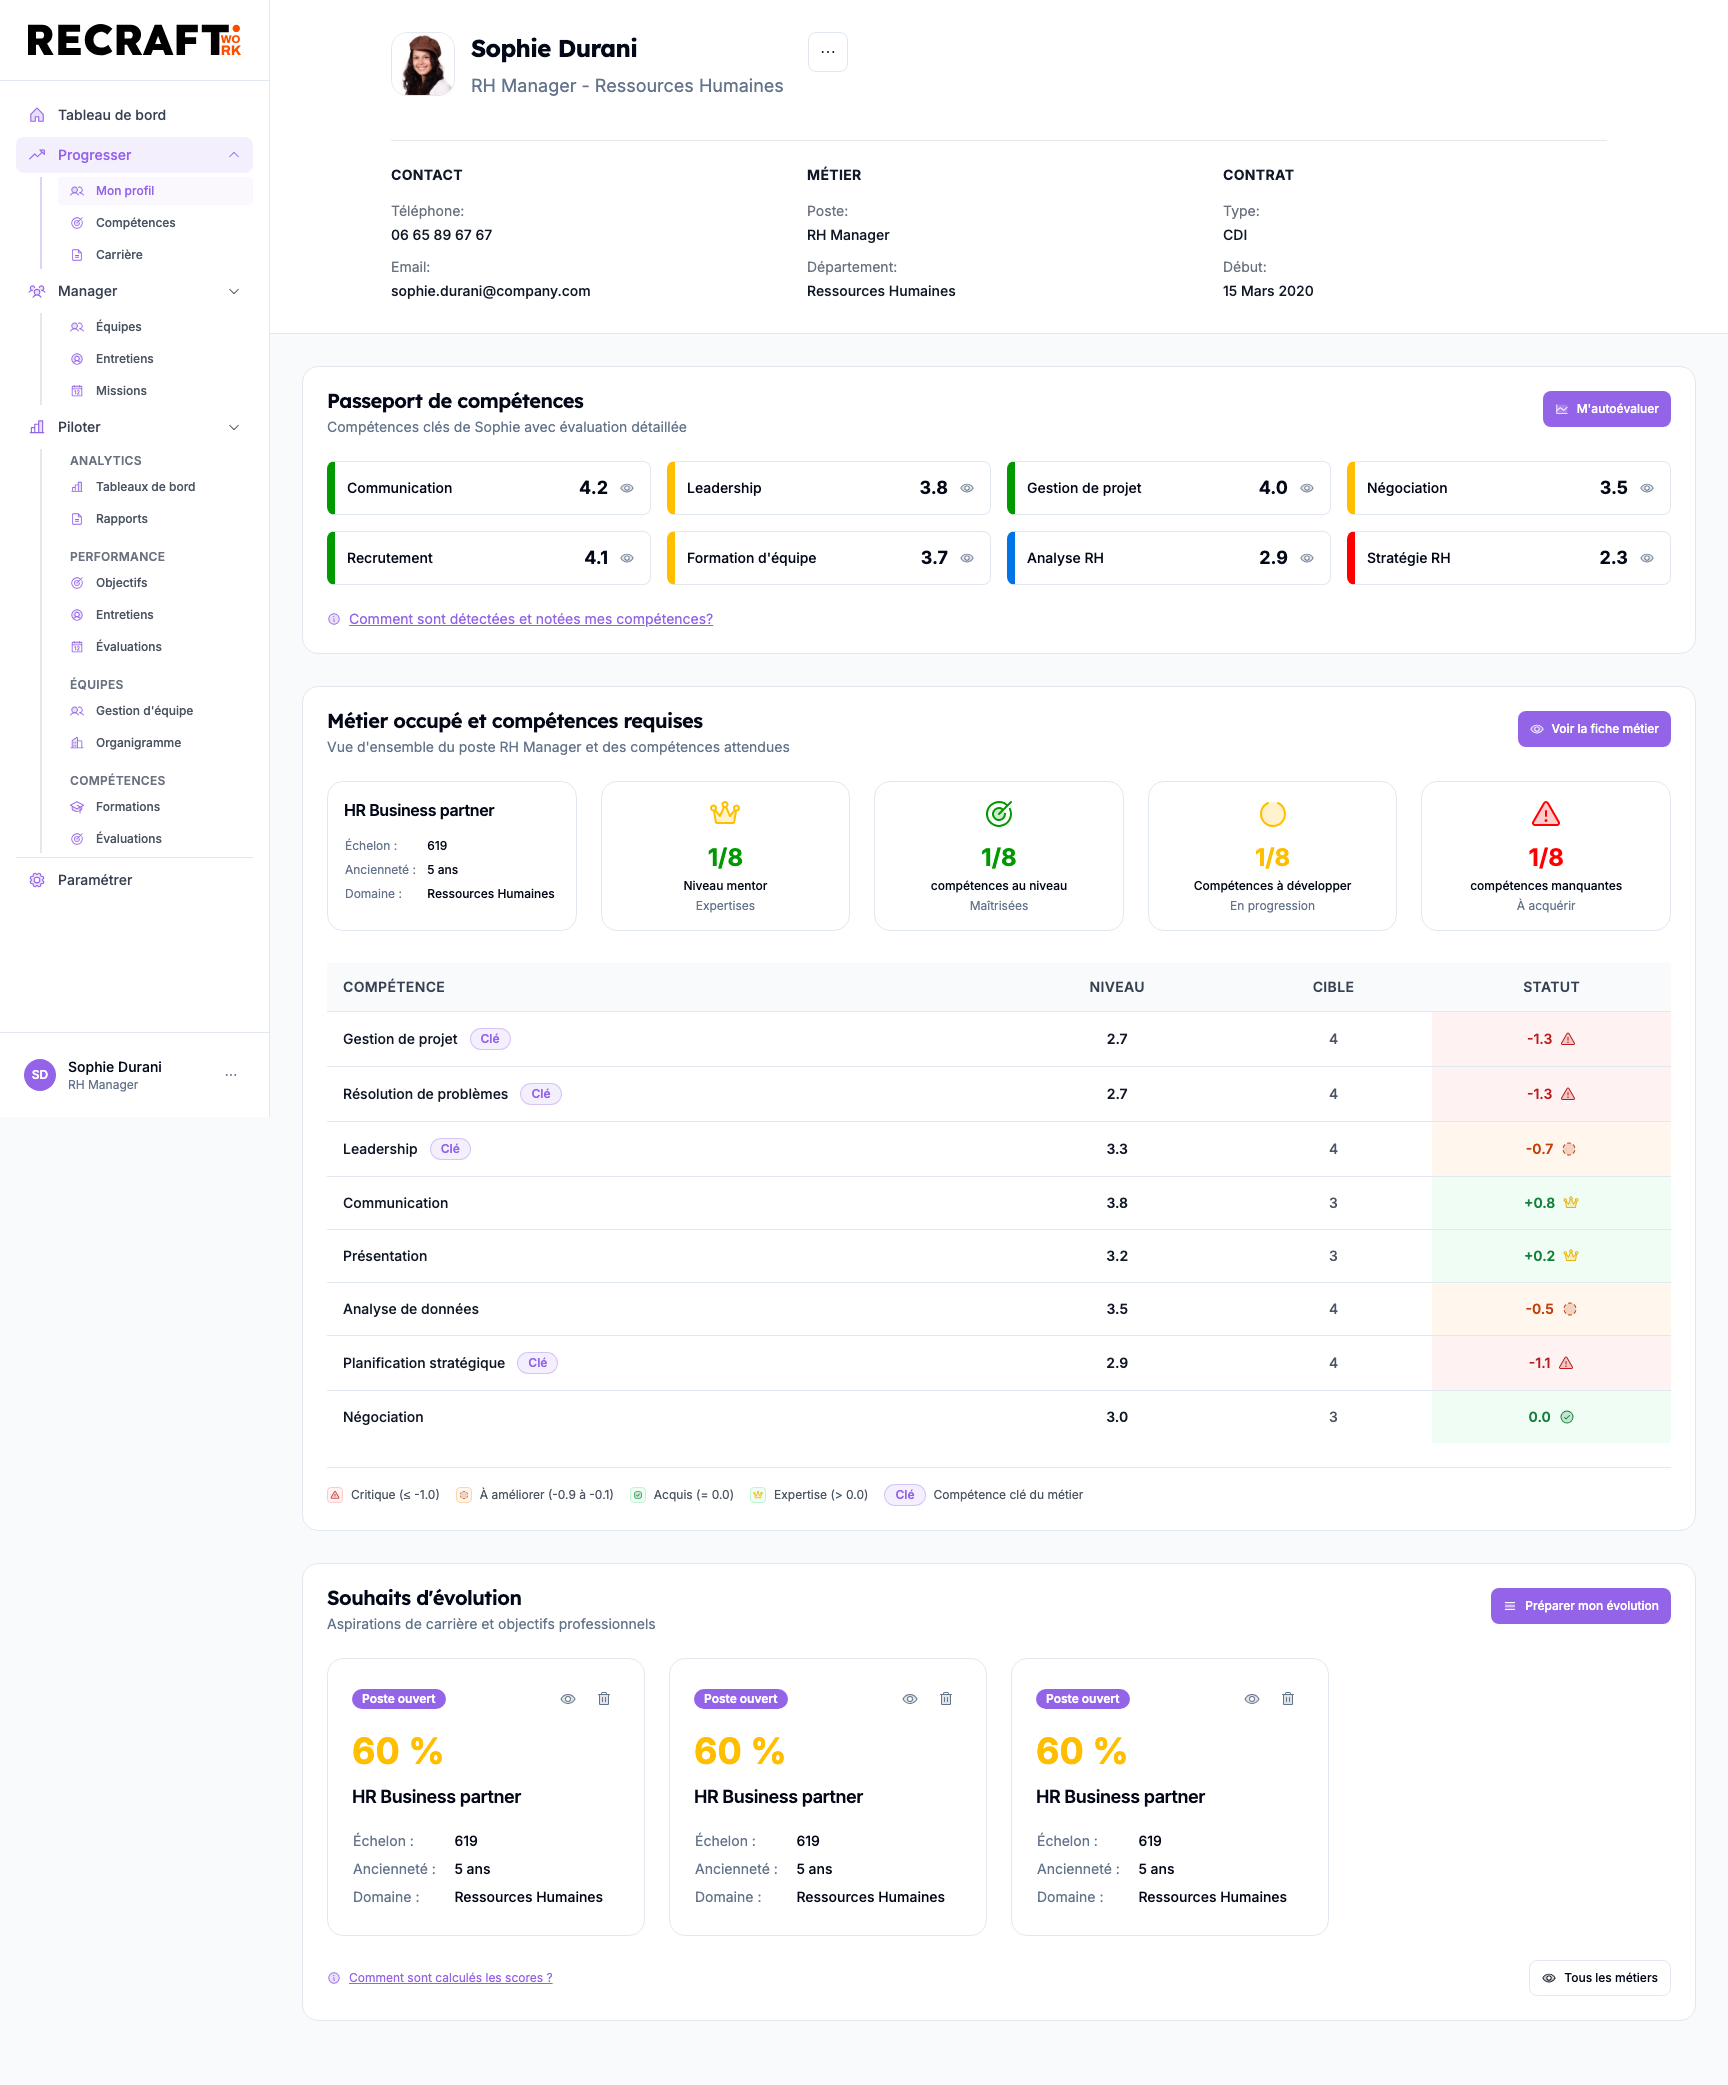 RECRAFT WORK
Tableau de bord
Progresser
Mon profil
Compétences
Carrière
Manager
Équipes
Entretiens
Missions
Piloter
ANALYTICS
Tableaux de bord
Rapports
PERFORMANCE
Objectifs
Entretiens
Évaluations
ÉQUIPES
Gestion d'équipe
Organigramme
COMPÉTENCES
Formations
Évaluations
Paramétrer
SD
Sophie Durani
RH Manager
...
Sophie Durani
RH Manager - Ressources Humaines
...
CONTACT
Téléphone:
06 65 89 67 67
Email:
sophie.durani@company.com
MÉTIER
Poste:
RH Manager
Département:
Ressources Humaines
CONTRAT
Type:
CDI
Début:
15 Mars 2020
Passeport de compétences
Compétences clés de Sophie avec évaluation détaillée
M'autoévaluer
Communication 4.2
Leadership 3.8
Gestion de projet 4.0
Négociation 3.5
Recrutement 4.1
Formation d'équipe 3.7
Analyse RH 2.9
Stratégie RH 2.3
Comment sont détectées et notées mes compétences?
Métier occupé et compétences requises
Vue d'ensemble du poste RH Manager et des compétences attendues
Voir la fiche métier
HR Business partner
Échelon : 619
Ancienneté : 5 ans
Domaine : Ressources Humaines
1/8
Niveau mentor
Expertises
1/8
compétences au niveau
Maîtrisées
1/8
Compétences à développer
En progression
1/8
compétences manquantes
À acquérir
COMPÉTENCE NIVEAU CIBLE STATUT
Gestion de projet Clé 2.7 4 -1.3
Résolution de problèmes Clé 2.7 4 -1.3
Leadership Clé 3.3 4 -0.7
Communication 3.8 3 +0.8
Présentation 3.2 3 +0.2
Analyse de données 3.5 4 -0.5
Planification stratégique Clé 2.9 4 -1.1
Négociation 3.0 3 0.0
Critique (≤ -1.0) À améliorer (-0.9 à -0.1) Acquis (= 0.0) Expertise (> 0.0) Clé Compétence clé du métier
Souhaits d'évolution
Aspirations de carrière et objectifs professionnels
Préparer mon évolution
Poste ouvert
60 %
HR Business partner
Échelon : 619
Ancienneté : 5 ans
Domaine : Ressources Humaines
Poste ouvert
60 %
HR Business partner
Échelon : 619
Ancienneté : 5 ans
Domaine : Ressources Humaines
Poste ouvert
60 %
HR Business partner
Échelon : 619
Ancienneté : 5 ans
Domaine : Ressources Humaines
Comment sont calculés les scores ?
Tous les métiers